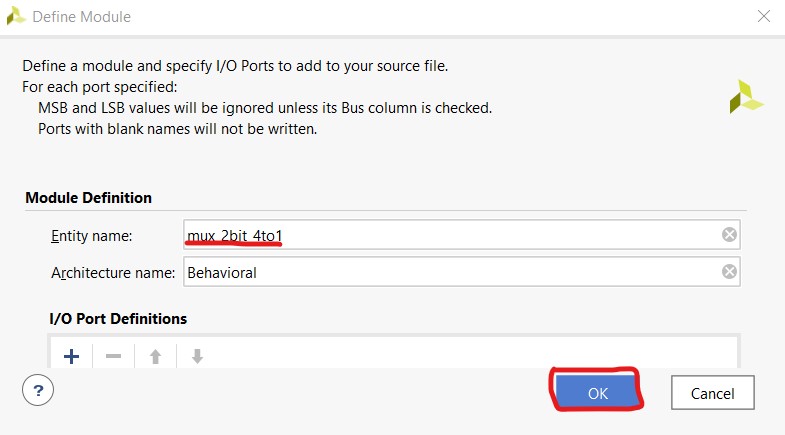 Define Module
Define a module and specify I/O Ports to add to your source file.
For each port specified:
MSB and LSB values will be ignored unless its Bus column is checked.
Ports with blank names will not be written.
Module Definition
Entity name: mux_2bit_4to1
Architecture name: Behavioral
I/O Port Definitions
?
OK
Cancel